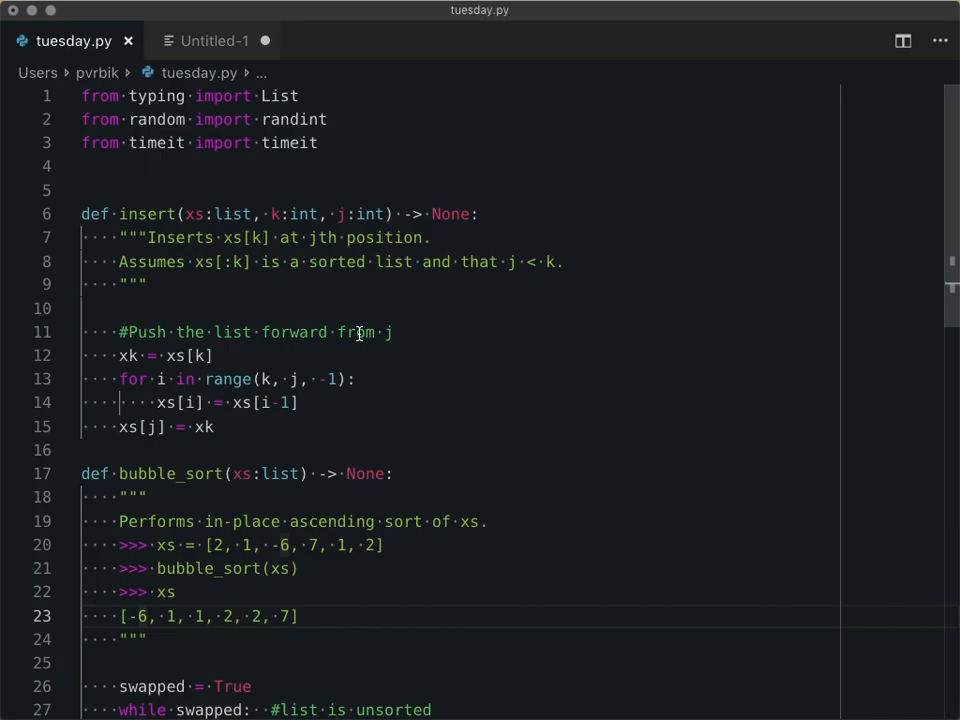 tuesday.py
tuesday.py × Untitled-1
Users pvrbik tuesday.py ...
1 from typing import List
2 from random import randint
3 from timeit import timeit
4
5
6 def insert(xs:list, k:int, j:int) -> None:
7     """Inserts xs[k] at jth position.
8     Assumes xs[:k] is a sorted list and that j < k.
9     """
10
11     #Push the list forward from j
12     xk = xs[k]
13     for i in range(k, j, -1):
14         xs[i] = xs[i-1]
15     xs[j] = xk
16
17 def bubble_sort(xs:list) -> None:
18     """
19     Performs in-place ascending sort of xs.
20     >>> xs = [2, 1, -6, 7, 1, 2]
21     >>> bubble_sort(xs)
22     >>> xs
23     [-6, 1, 1, 2, 2, 7]
24     """
25
26     swapped = True
27     while swapped:  #list is unsorted